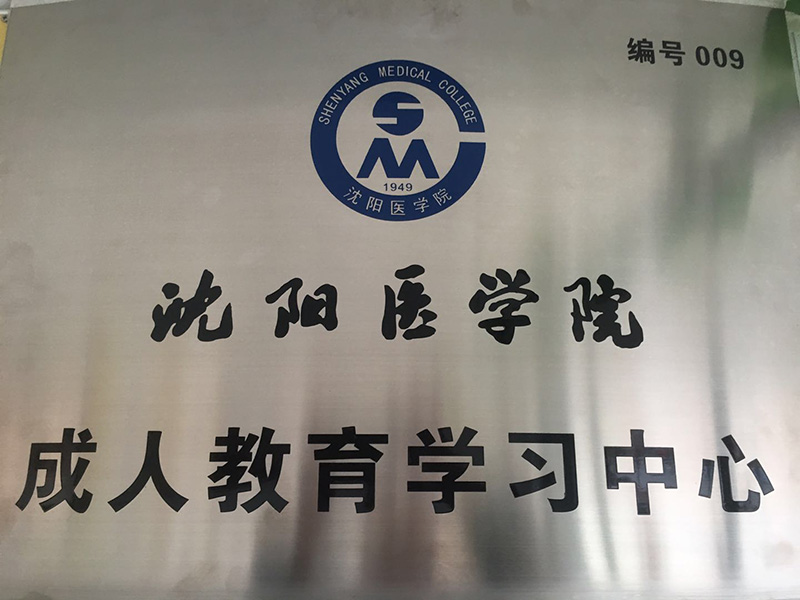 编号 009
SHENYANG MEDICAL COLLEGE
SM
1949
沈阳医学院
沈阳医学院
成人教育学习中心